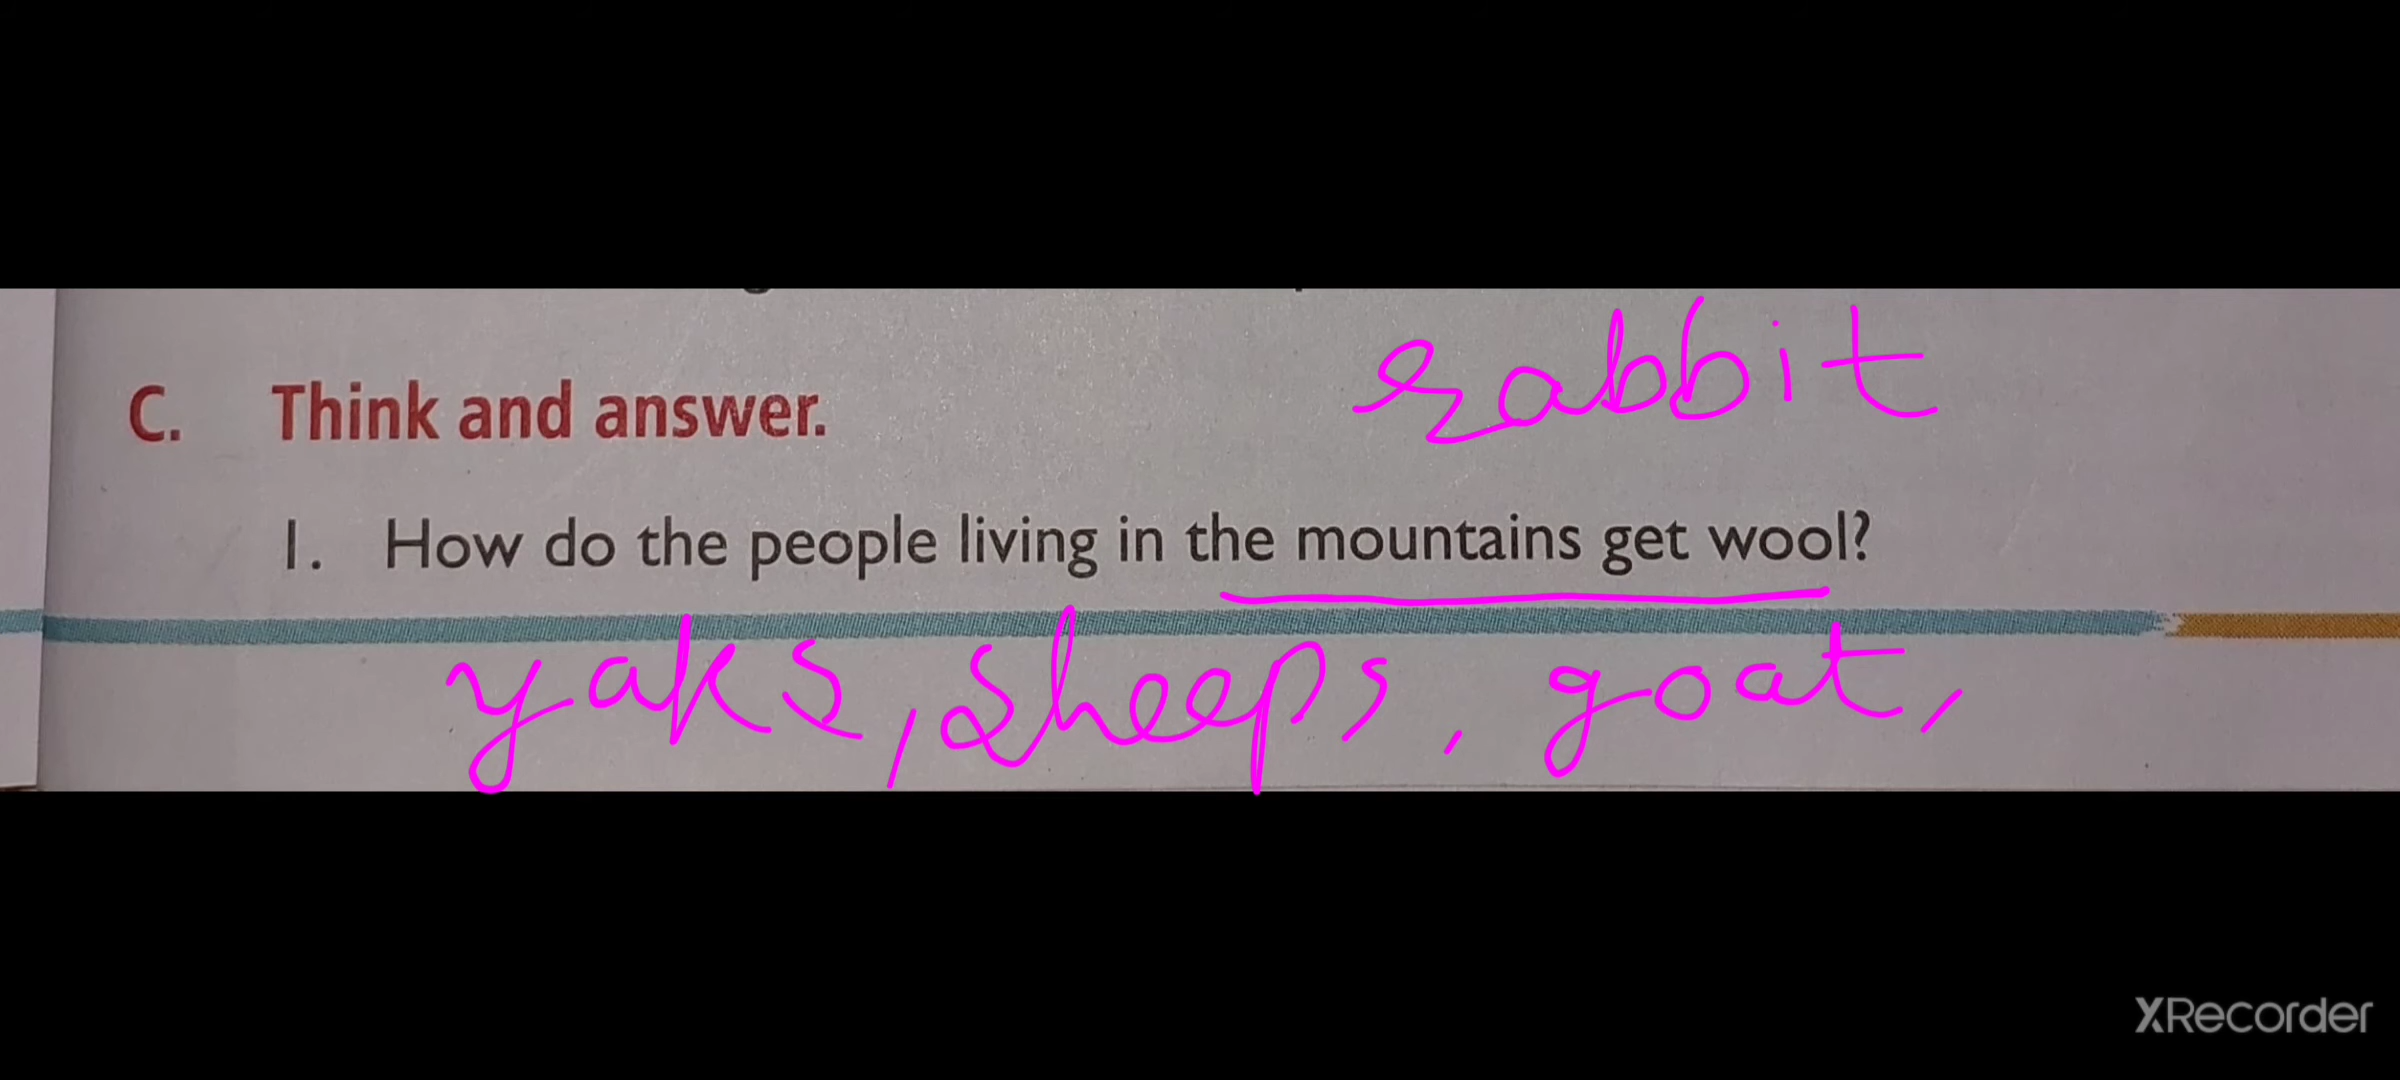 rabbit
C. Think and answer.
1. How do the people living in the mountains get wool?
yaks, sheeps, goat,
XRecorder